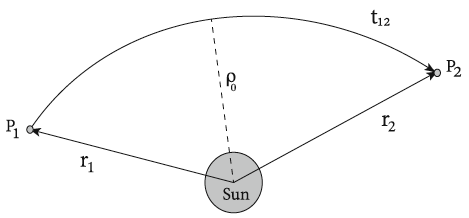 t₁₂
P₂
ρ₀
P₁
r₂
r₁
Sun